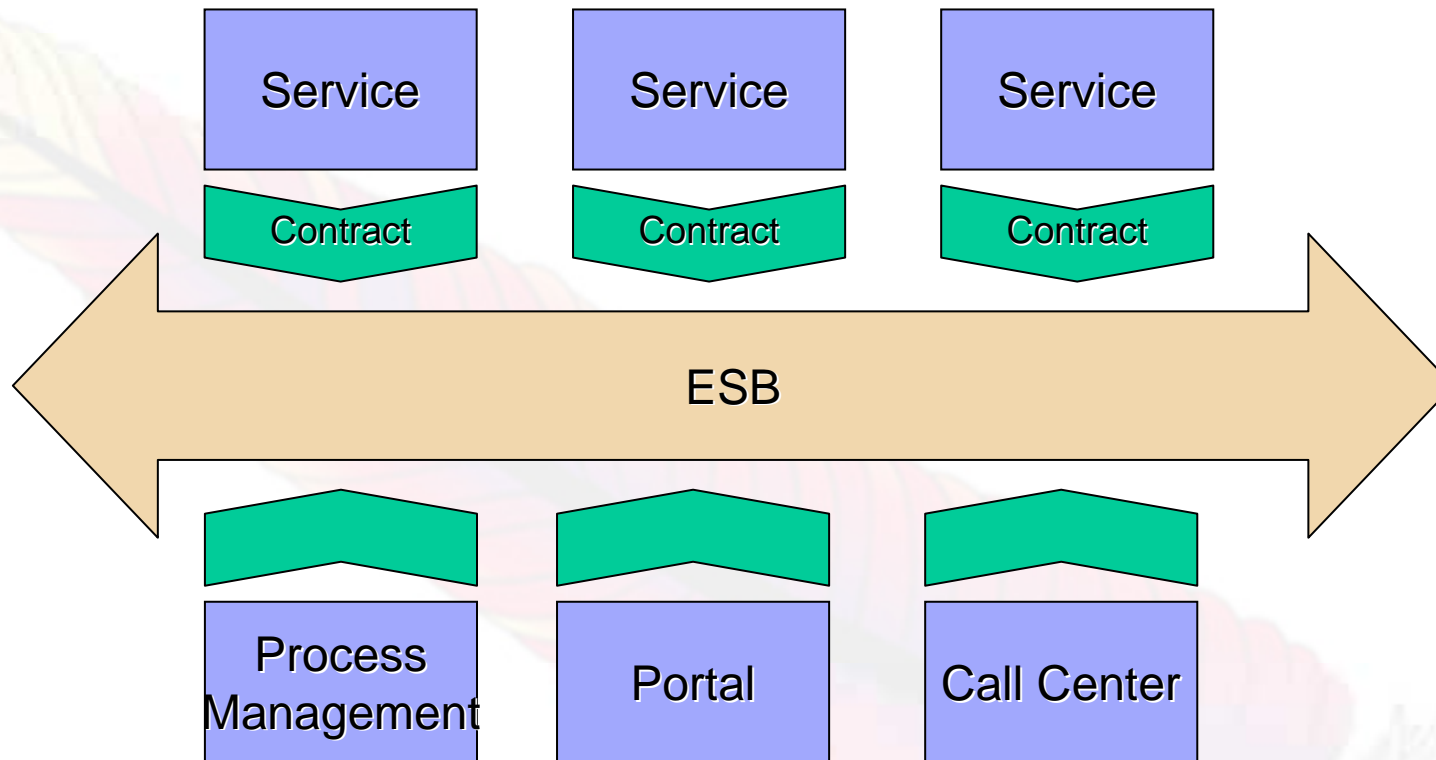 Service Service Service
Contract Contract Contract
ESB
Process
Management
Portal
Call Center